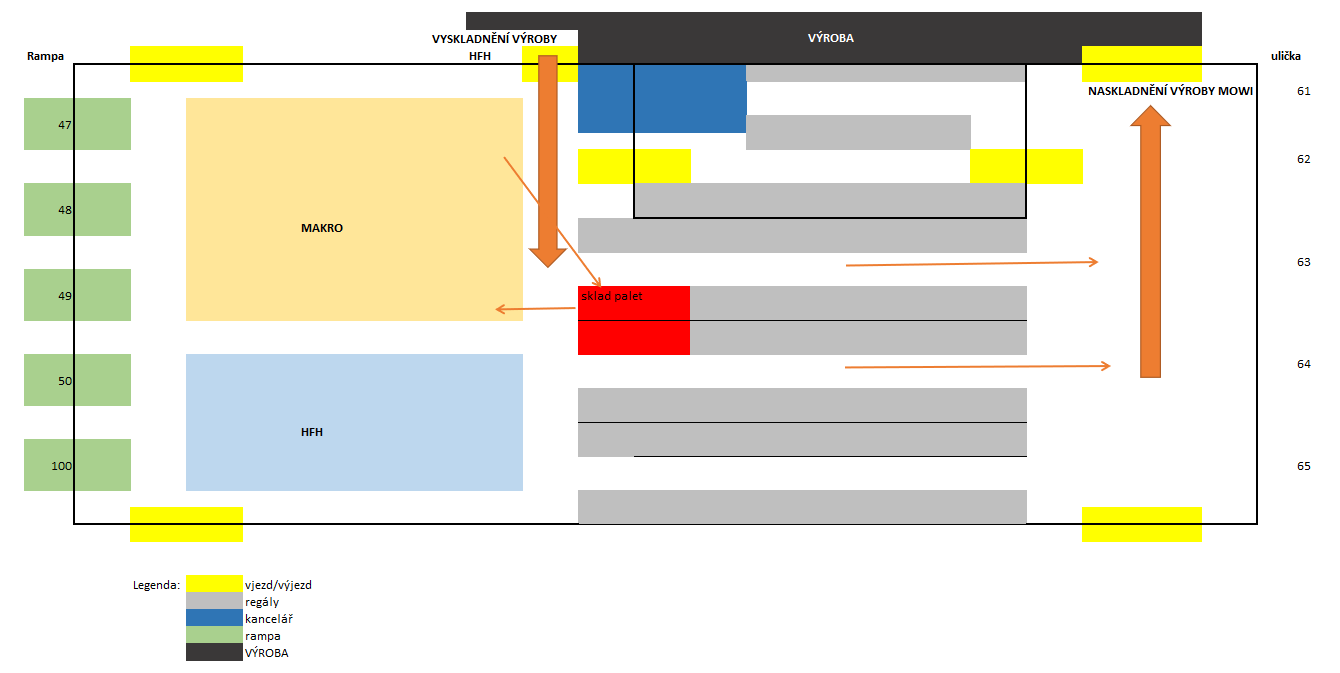 VÝROBA
VYSKLADNĚNÍ VÝROBY
HFH
Rampa
ulička
NASKLADNĚNÍ VÝROBY MOWI
61
47
62
48
MAKRO
63
49
sklad palet
64
50
HFH
100
65
Legenda:
vjezd/výjezd
regály
kancelář
rampa
VÝROBA